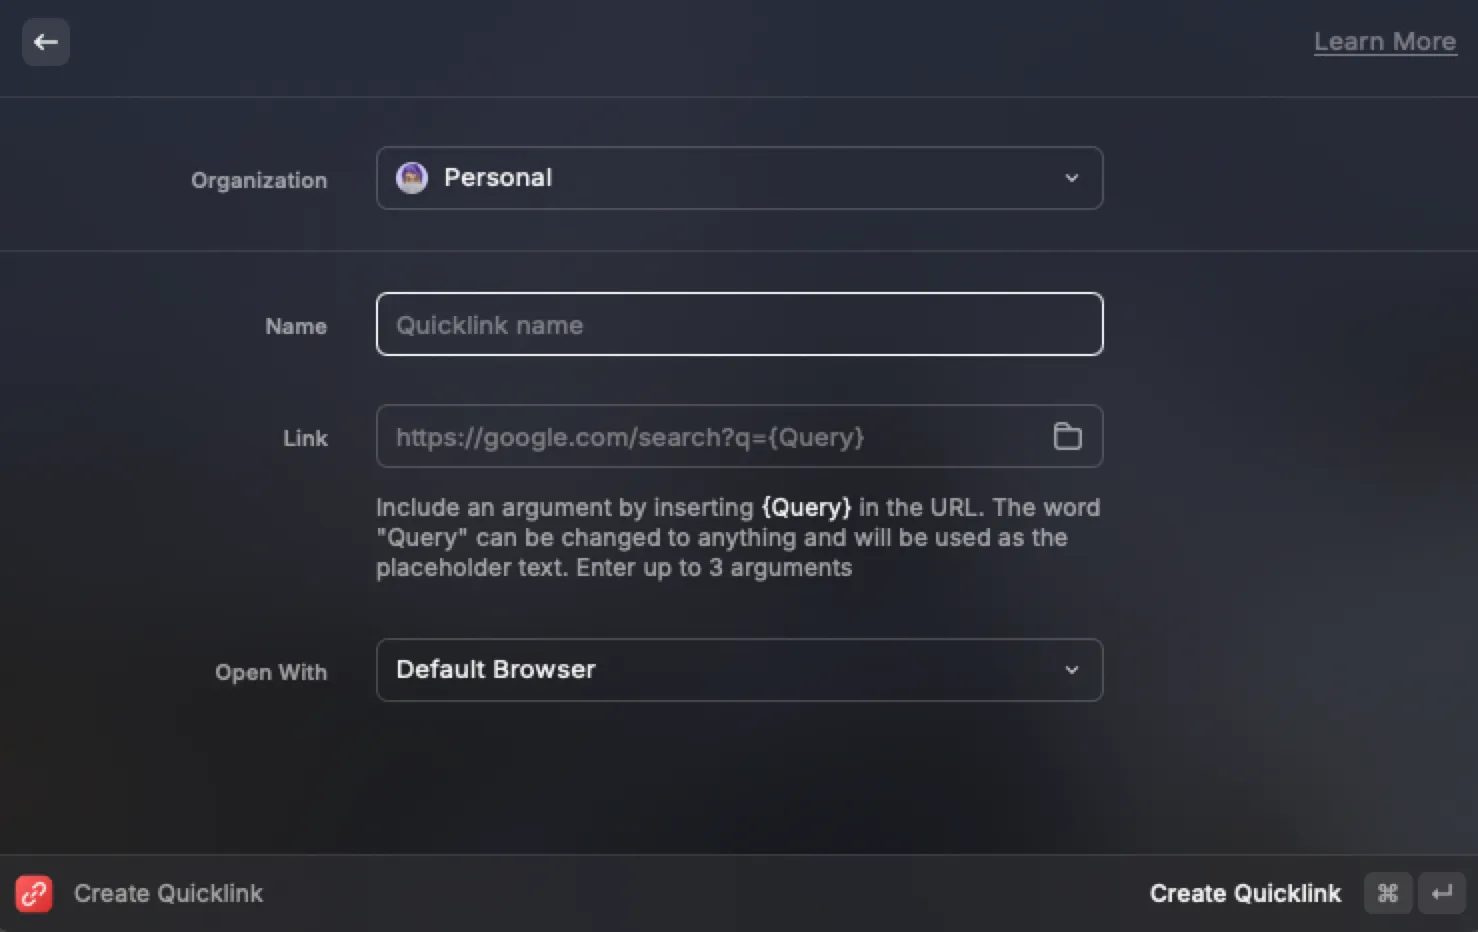 Learn More
Organization
Personal
Name
Quicklink name
Link
https://google.com/search?q={Query}
Include an argument by inserting {Query} in the URL. The word
"Query" can be changed to anything and will be used as the
placeholder text. Enter up to 3 arguments
Open With
Default Browser
Create Quicklink
Create Quicklink ⌘ ↵